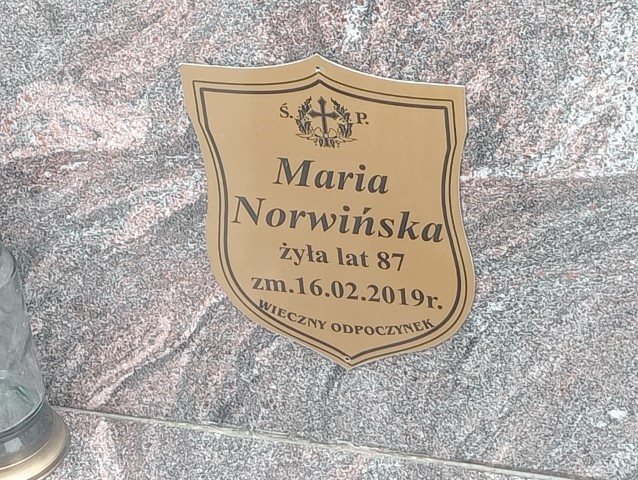 Ś. P.
Maria
Norwińska
żyła lat 87
zm.16.02.2019r.
WIECZNY ODPOCZYNEK